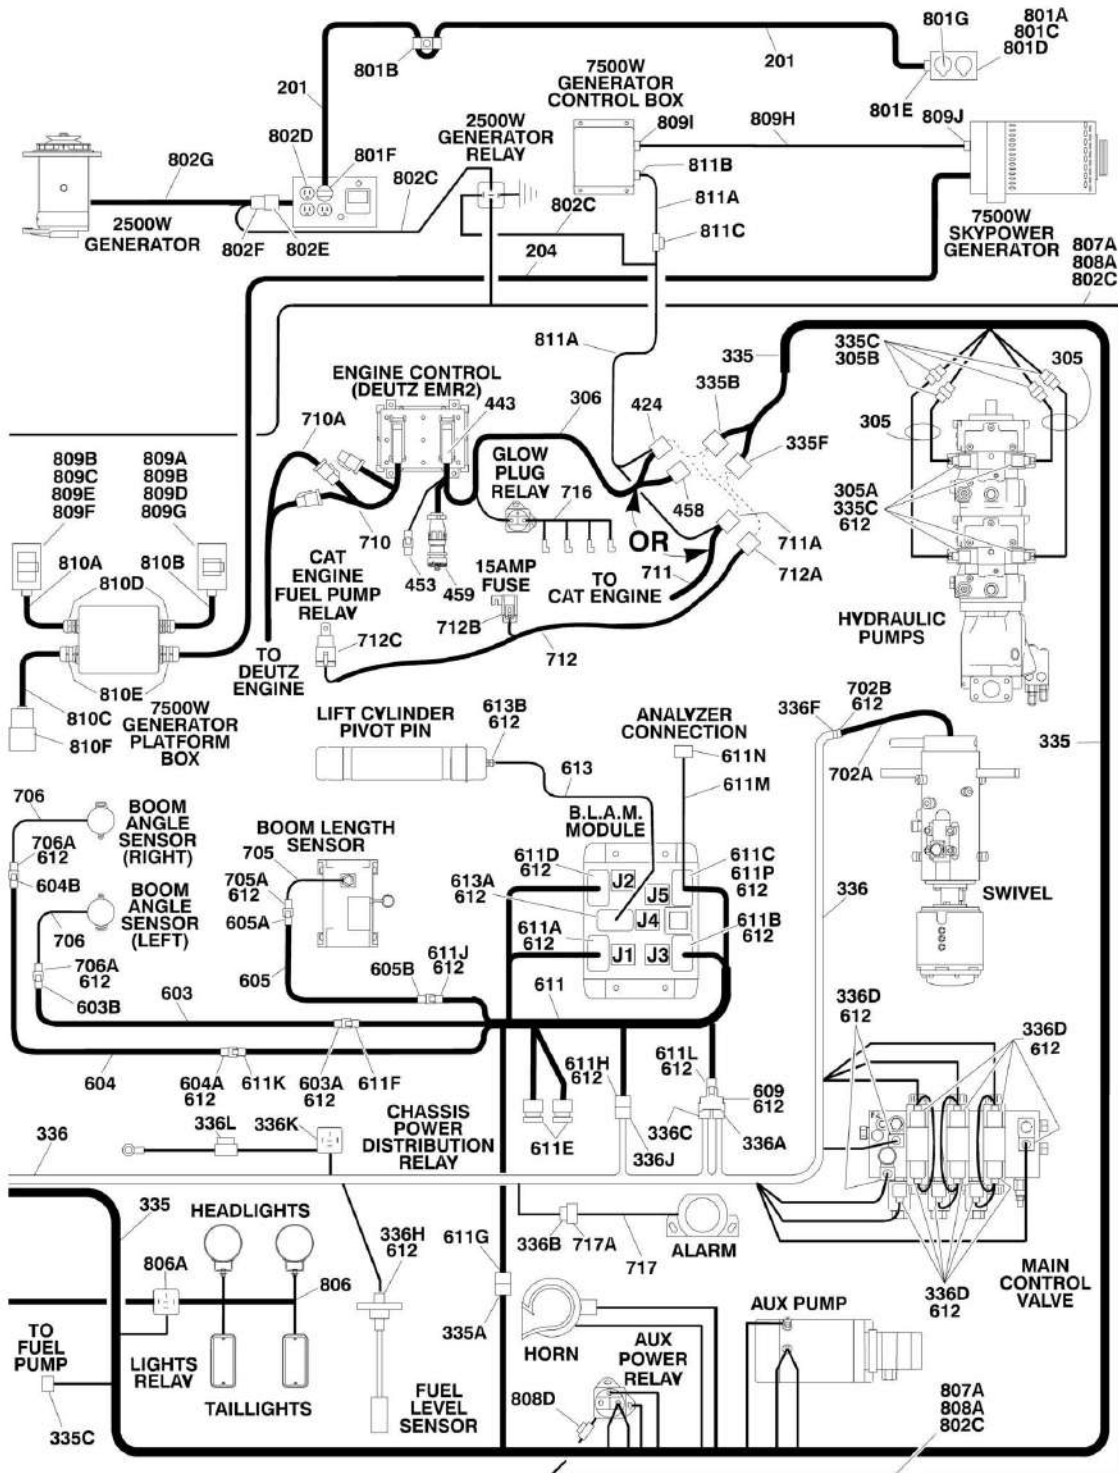 801G
801A
801C
801D
801B
201
201
7500W
GENERATOR
CONTROL BOX
801E
809I
809H
809J
2500W
GENERATOR
RELAY
802D
801F
802G
802C
811B
811A
802C
811C
2500W
GENERATOR
802F
802E
7500W
SKYPOWER
GENERATOR
204
807A
808A
802C
811A
335
335C
305B
305
ENGINE CONTROL
(DEUTZ EMR2)
443
306
424
335B
710A
335F
305
GLOW
PLUG
RELAY
716
458
809B
809C
809E
809F
809A
809B
809D
809G
305A
335C
612
OR
710
711A
712A
711
810A
810B
810D
CAT
ENGINE
FUEL PUMP
RELAY
453
459
15AMP
FUSE
TO
CAT ENGINE
712B
712C
712
HYDRAULIC
PUMPS
TO
DEUTZ
ENGINE
810E
810C
810F
7500W
GENERATOR
PLATFORM
BOX
LIFT CYLINDER
PIVOT PIN
613B
612
ANALYZER
CONNECTION
336F
702B
612
611N
335
613
611M
702A
706
BOOM
ANGLE
SENSOR
(RIGHT)
BOOM LENGTH
SENSOR
B.L.A.M.
MODULE
706A
612
705
611D
612
J2
611C
611P
612
604B
BOOM
ANGLE
SENSOR
(LEFT)
705A
612
613A
612
J5
336
SWIVEL
605A
J4
706
611A
612
611B
612
J1
J3
706A
612
611J
612
605
605B
603B
603
611
336D
612
336D
612
604
604A
612
611K
603A
612
611F
611H
612
611L
612
609
612
336
336L
336K
CHASSIS
POWER
DISTRIBUTION
RELAY
336C
336A
611E
336J
335
HEADLIGHTS
336H
612
611G
336B
717A
717
ALARM
806A
806
336D
612
MAIN
CONTROL
VALVE
TO
FUEL
PUMP
335A
AUX PUMP
LIGHTS
RELAY
HORN
AUX
POWER
RELAY
TAILLIGHTS
FUEL
LEVEL
SENSOR
808D
335C
807A
808A
802C